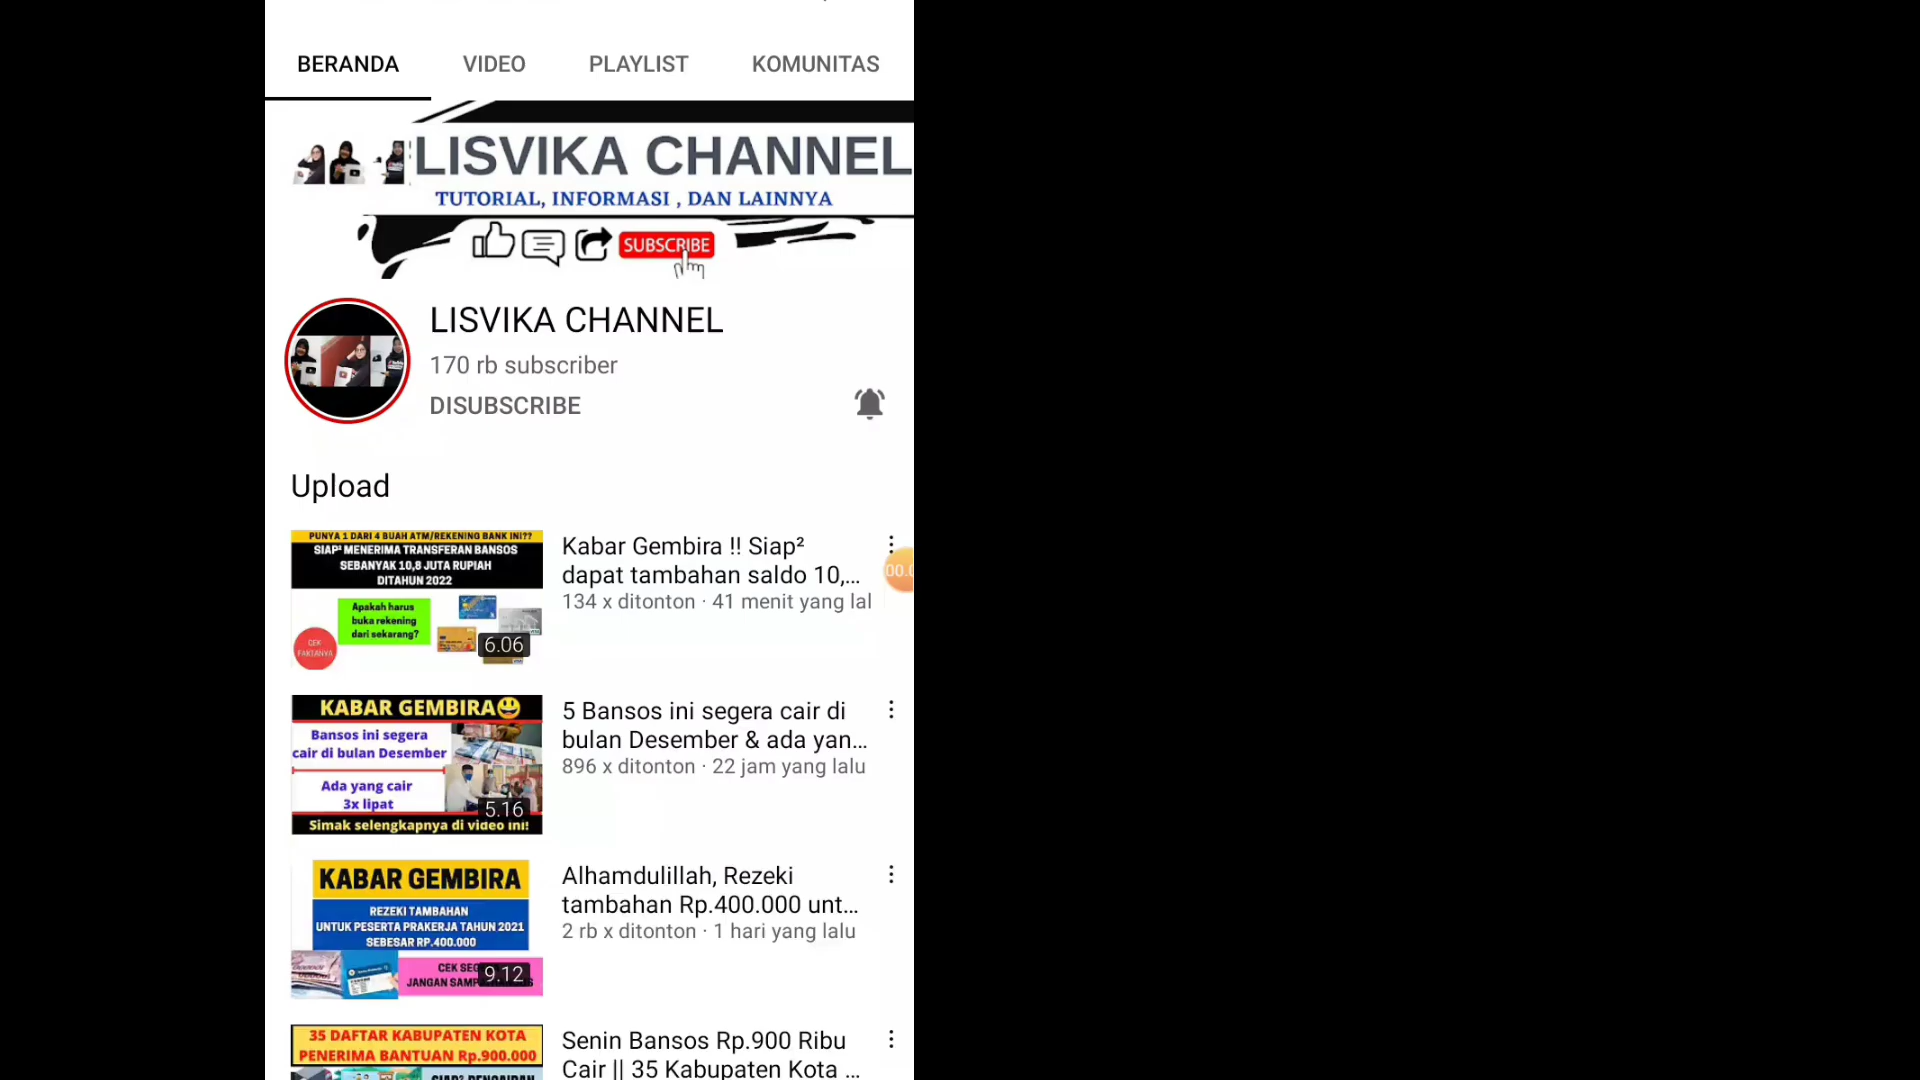 BERANDA VIDEO PLAYLIST KOMUNITAS
LISVIKA CHANNEL
TUTORIAL, INFORMASI , DAN LAINNYA
SUBSCRIBE
LISVIKA CHANNEL
170 rb subscriber
DISUBSCRIBE
Upload
PUNYA 1 DARI 4 BUAH ATM/REKENING BANK INI??
SIAP² MENERIMA TRANSFERAN BANSOS
SEBANYAK 10,8 JUTA RUPIAH
DITAHUN 2022
Apakah harus
buka rekening
dari sekarang?
CEK
FAKTANYA
6.06
Kabar Gembira !! Siap²
dapat tambahan saldo 10,...
134 x ditonton · 41 menit yang lal
00.0
KABAR GEMBIRA
Bansos ini segera
cair di bulan Desember
Ada yang cair
3x lipat
5.16
Simak selengkapnya di video ini!
5 Bansos ini segera cair di
bulan Desember & ada yan...
896 x ditonton · 22 jam yang lalu
KABAR GEMBIRA
REZEKI TAMBAHAN
UNTUK PESERTA PRAKERJA TAHUN 2021
SEBESAR RP.400.000
CEK
JANGAN
9.12
Alhamdulillah, Rezeki
tambahan Rp.400.000 unt...
2 rb x ditonton · 1 hari yang lalu
35 DAFTAR KABUPATEN KOTA
PENERIMA BANTUAN Rp.900.000
Senin Bansos Rp.900 Ribu
Cair || 35 Kabupaten Kota ...